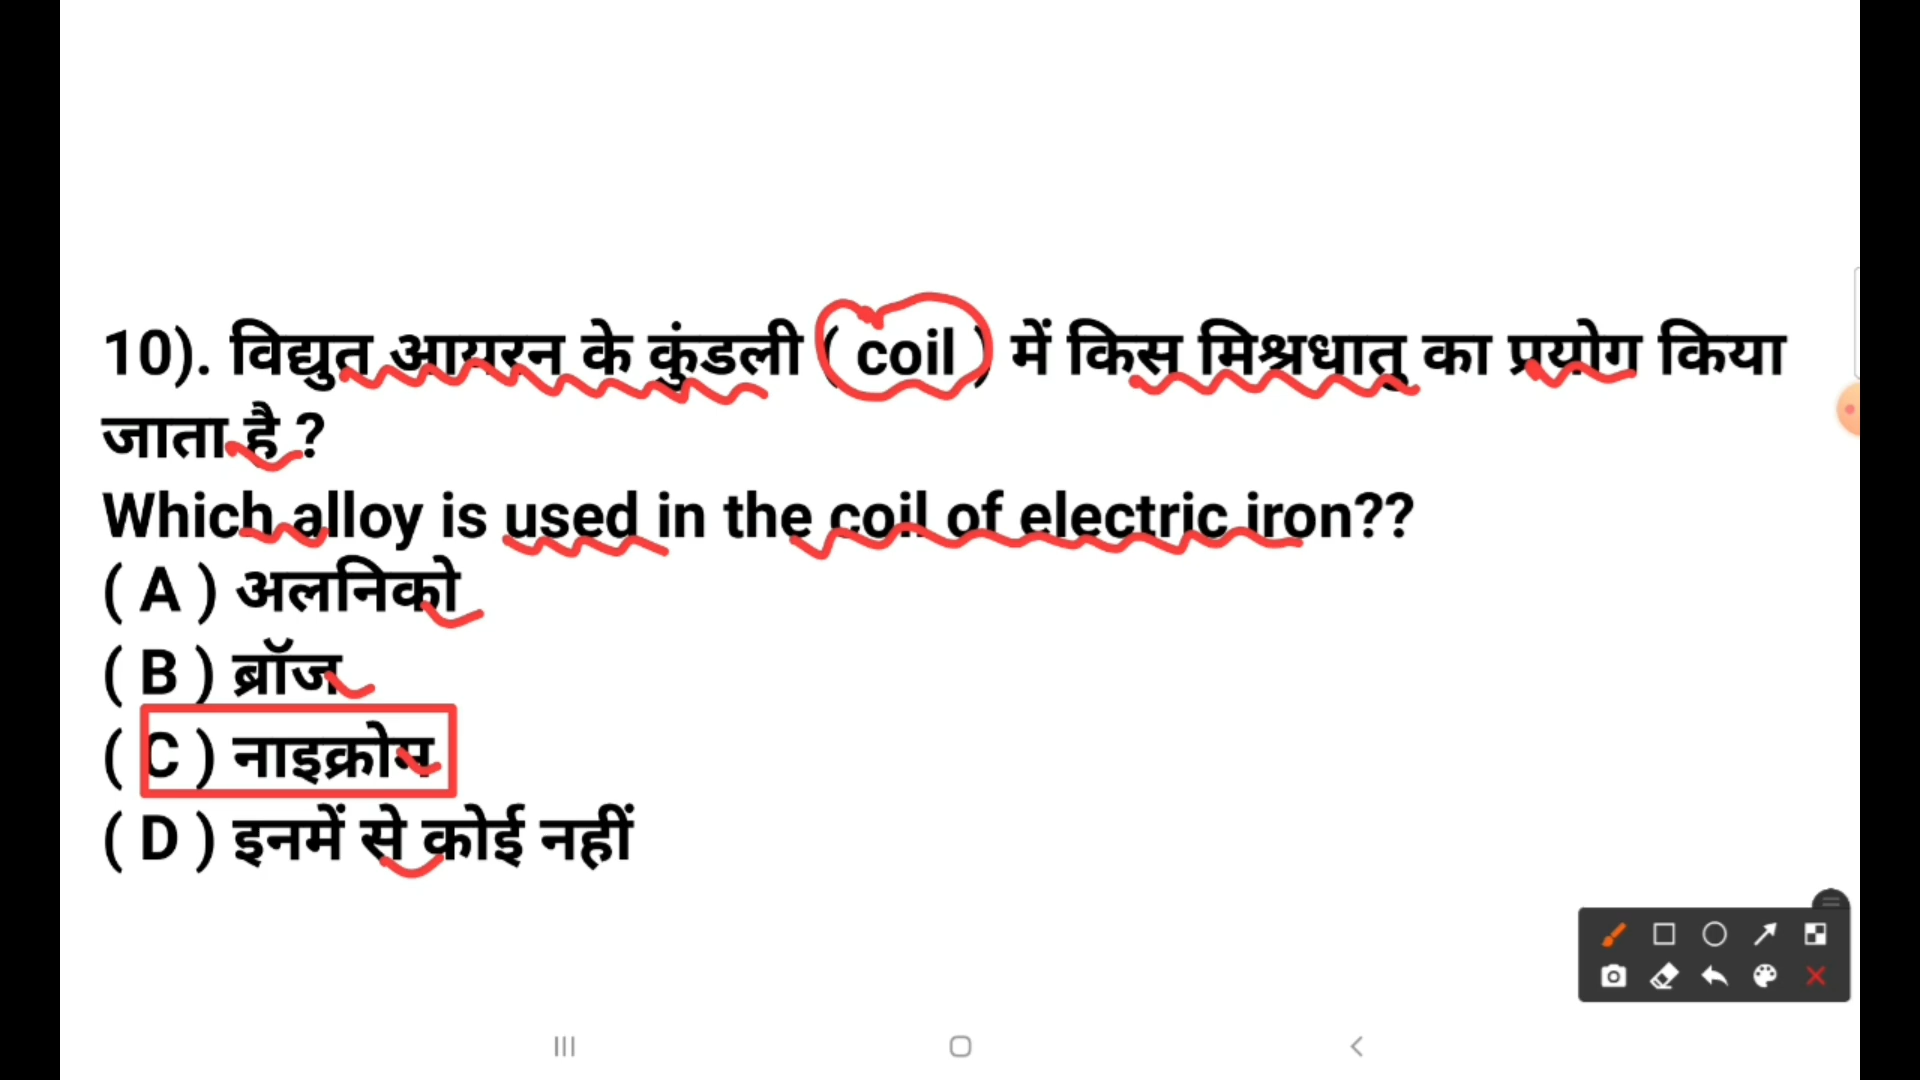 10). विद्युत आयरन के कुंडली ( coil ) में किस मिश्रधातु का प्रयोग किया
जाता है ?
Which alloy is used in the coil of electric iron??
( A ) अलनिको
( B ) ब्रॉज
( C ) नाइक्रोम
( D ) इनमें से कोई नहीं